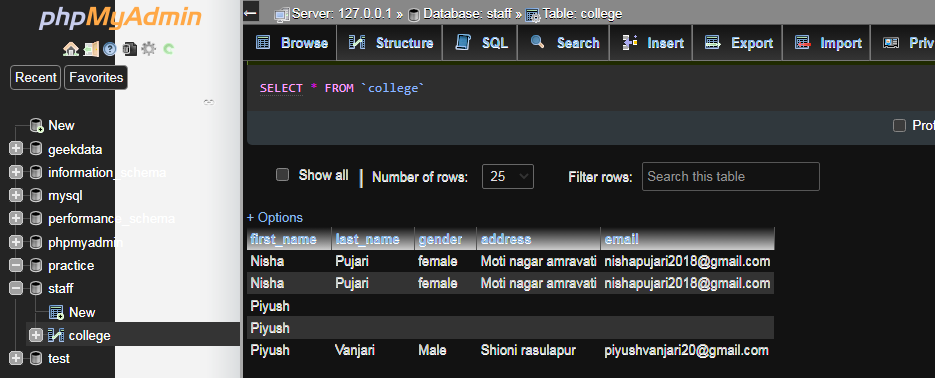 phpMyAdmin
Recent Favorites
New
geekdata
information_schema
mysql
performance_schema
phpmyadmin
practice
staff
New
college
test
Server: 127.0.0.1 » Database: staff » Table: college
Browse Structure SQL Search Insert Export Import Priv
SELECT * FROM `college`
Prof
Show all Number of rows: 25 Filter rows: Search this table
+ Options
first_name last_name gender address email
Nisha Pujari female Moti nagar amravati nishapujari2018@gmail.com
Nisha Pujari female Moti nagar amravati nishapujari2018@gmail.com
Piyush
Piyush
Piyush Vanjari Male Shioni rasulapur piyushvanjari20@gmail.com